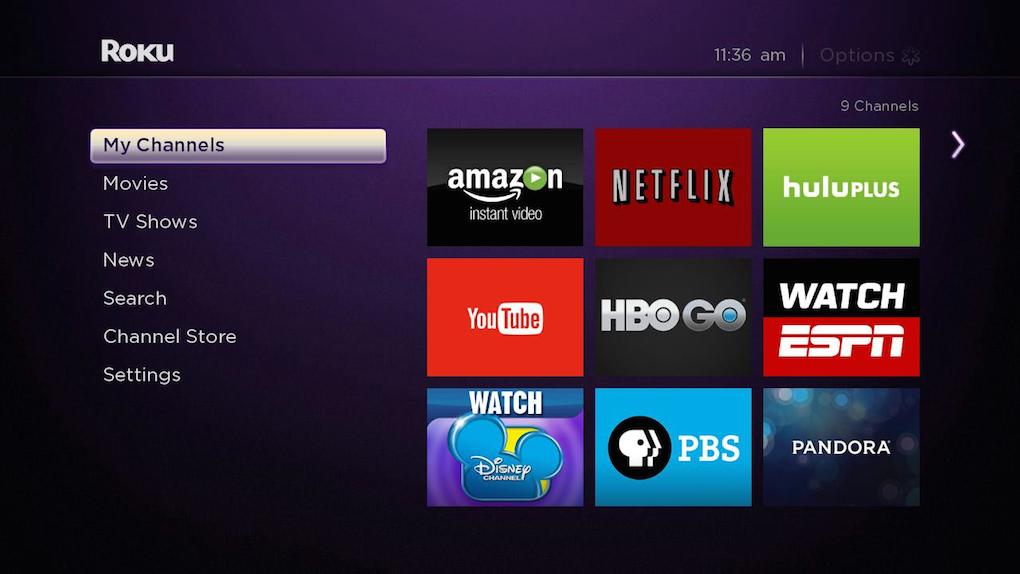 Roku
11:36 am | Options
9 Channels
My Channels
Movies
TV Shows
News
Search
Channel Store
Settings
amazon
instant video
NETFLIX
huluPLUS
YouTube
HBO GO
WATCH
ESPN
WATCH
DISNEY
CHANNEL
PBS
PANDORA